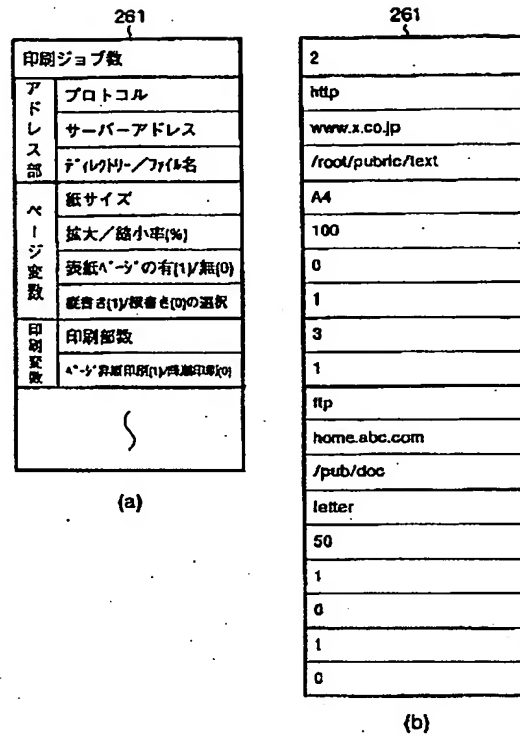 261
印刷ジョブ数
アドレス部
プロトコル
サーバーアドレス
ディレクトリー/ファイル名
ページ変数
紙サイズ
拡大/縮小率(%)
表紙ページの有(1)/無(0)
縦書き(1)/横書き(0)の選択
印刷変数
印刷部数
ページ昇順印刷(1)/降順印刷(0)
(a)
261
2
http
www.x.co.jp
/root/pubric/text
A4
100
0
1
3
1
ftp
home.abc.com
/pub/doc
letter
50
1
0
1
0
(b)